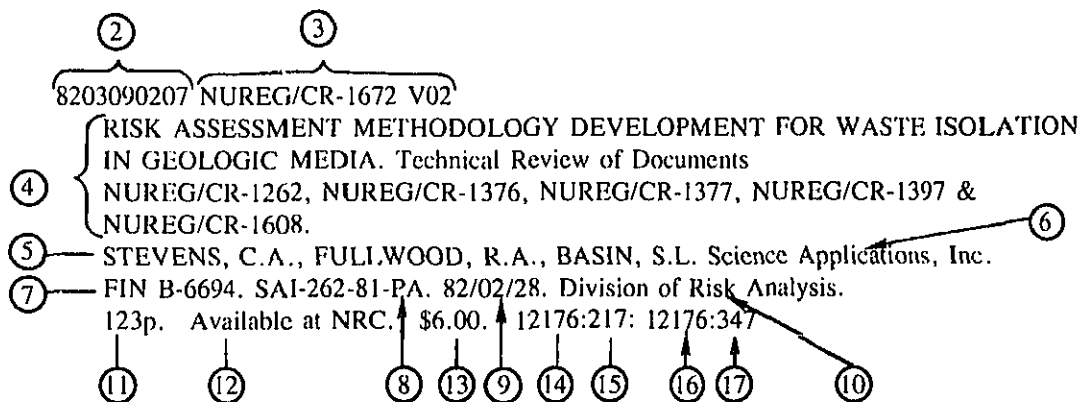 ② ③
8203090207 NUREG/CR-1672 V02
RISK ASSESSMENT METHODOLOGY DEVELOPMENT FOR WASTE ISOLATION
IN GEOLOGIC MEDIA. Technical Review of Documents
④ NUREG/CR-1262, NUREG/CR-1376, NUREG/CR-1377, NUREG/CR-1397 &
NUREG/CR-1608.
⑥
⑤ STEVENS, C.A., FULLWOOD, R.A., BASIN, S.L. Science Applications, Inc.
⑦ FIN B-6694. SAI-262-81-PA. 82/02/28. Division of Risk Analysis.
123p. Available at NRC. $6.00. 12176:217: 12176:347
⑪ ⑫ ⑧ ⑬ ⑨ ⑭ ⑮ ⑯ ⑰ ⑩